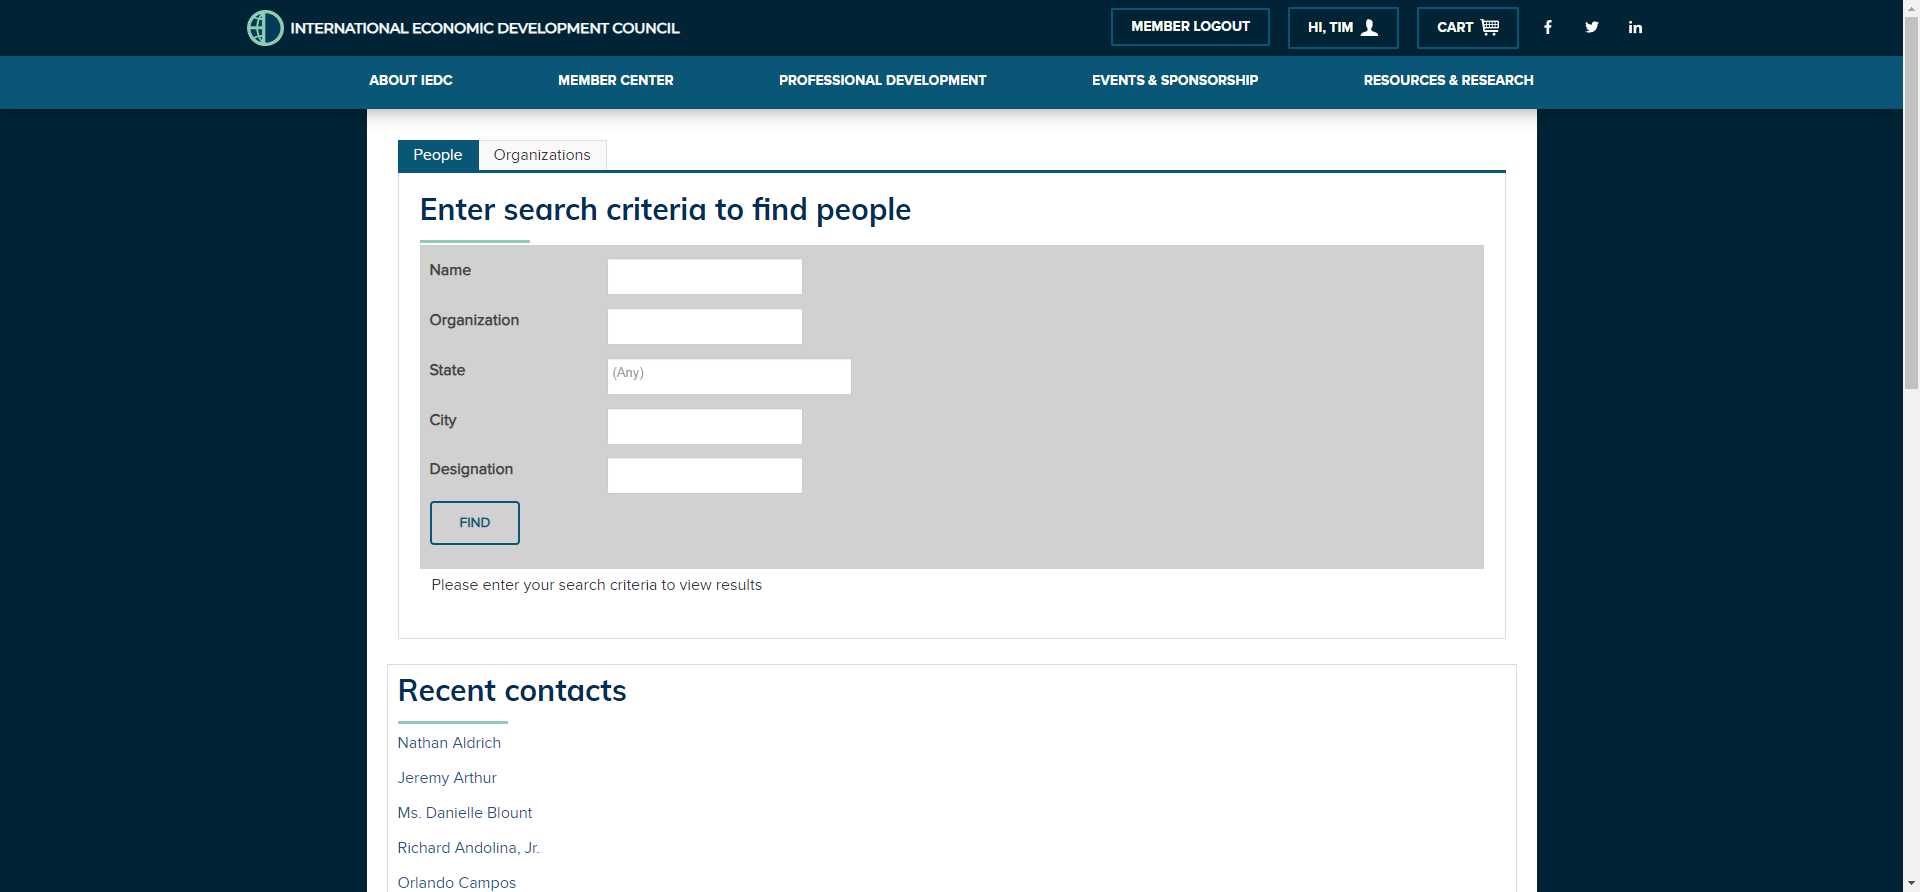 INTERNATIONAL ECONOMIC DEVELOPMENT COUNCIL
MEMBER LOGOUT
HI, TIM
CART
ABOUT IEDC
MEMBER CENTER
PROFESSIONAL DEVELOPMENT
EVENTS & SPONSORSHIP
RESOURCES & RESEARCH
People
Organizations
Enter search criteria to find people
Name
Organization
State
(Any)
City
Designation
FIND
Please enter your search criteria to view results
Recent contacts
Nathan Aldrich
Jeremy Arthur
Ms. Danielle Blount
Richard Andolina, Jr.
Orlando Campos